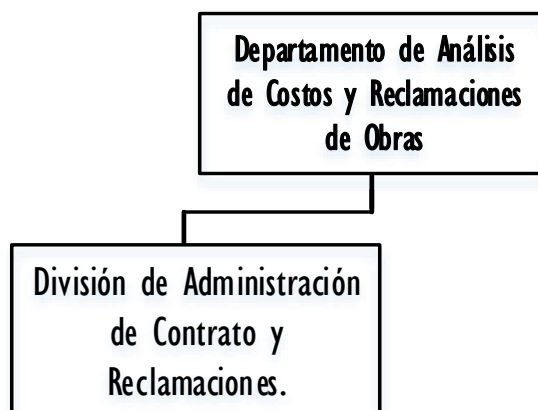 Departamento de Análisis
de Costos y Reclamaciones
de Obras
División de Administración
de Contrato y
Reclamaciones.